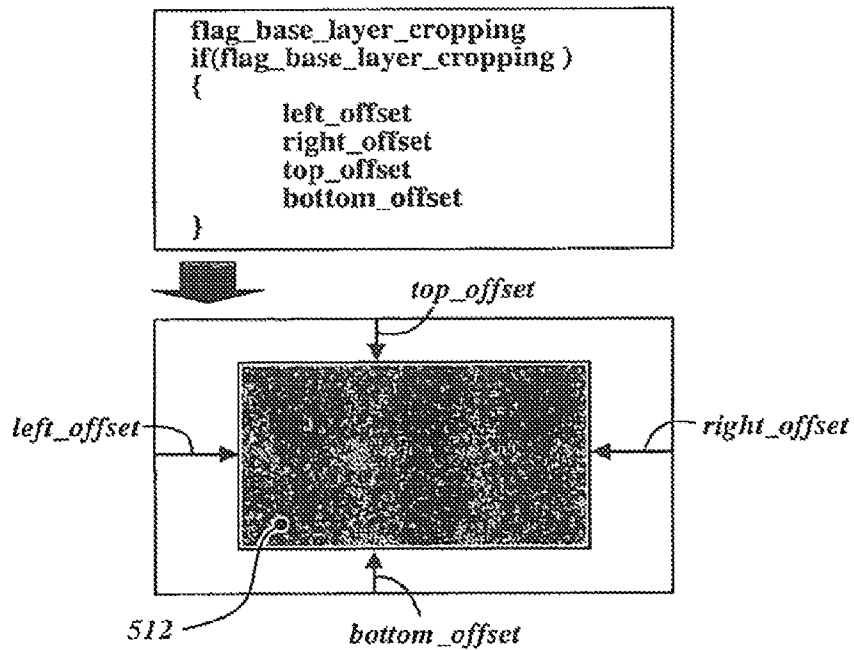 flag_base_layer_cropping
if(flag_base_layer_cropping )
{
left_offset
right_offset
top_offset
bottom_offset
}
top_offset
left_offset
right_offset
512
bottom_offset